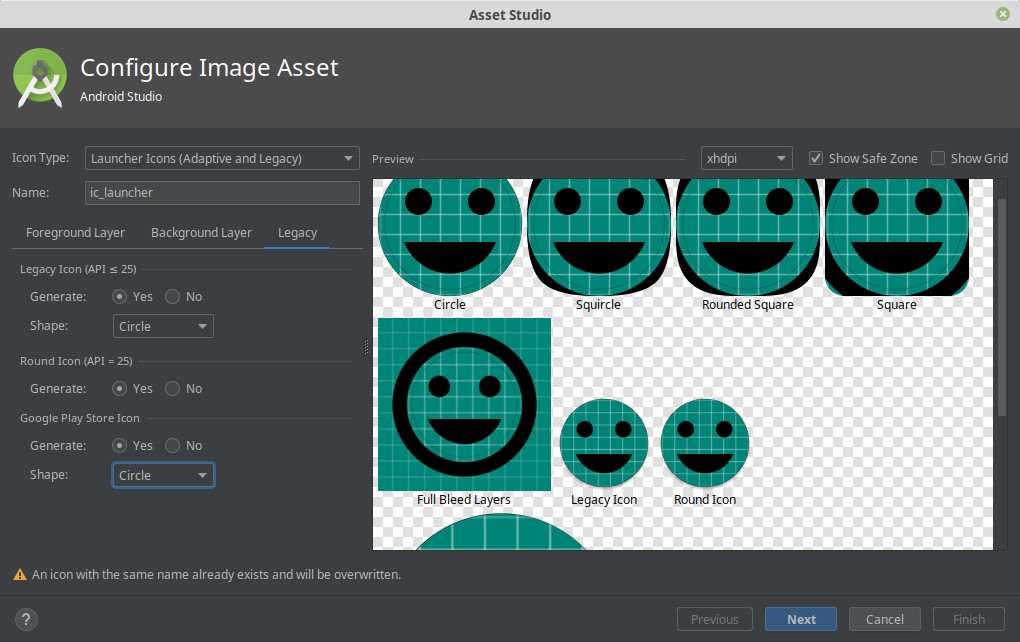 Asset Studio
Configure Image Asset
Android Studio
Icon Type: Launcher Icons (Adaptive and Legacy)
Name: ic_launcher
Foreground Layer Background Layer Legacy
Legacy Icon (API ≤ 25)
Generate: Yes No
Shape: Circle
Round Icon (API = 25)
Generate: Yes No
Google Play Store Icon
Generate: Yes No
Shape: Circle
Preview xhdpi Show Safe Zone Show Grid
Circle Squircle Rounded Square Square
Full Bleed Layers Legacy Icon Round Icon
An icon with the same name already exists and will be overwritten.
? Previous Next Cancel Finish